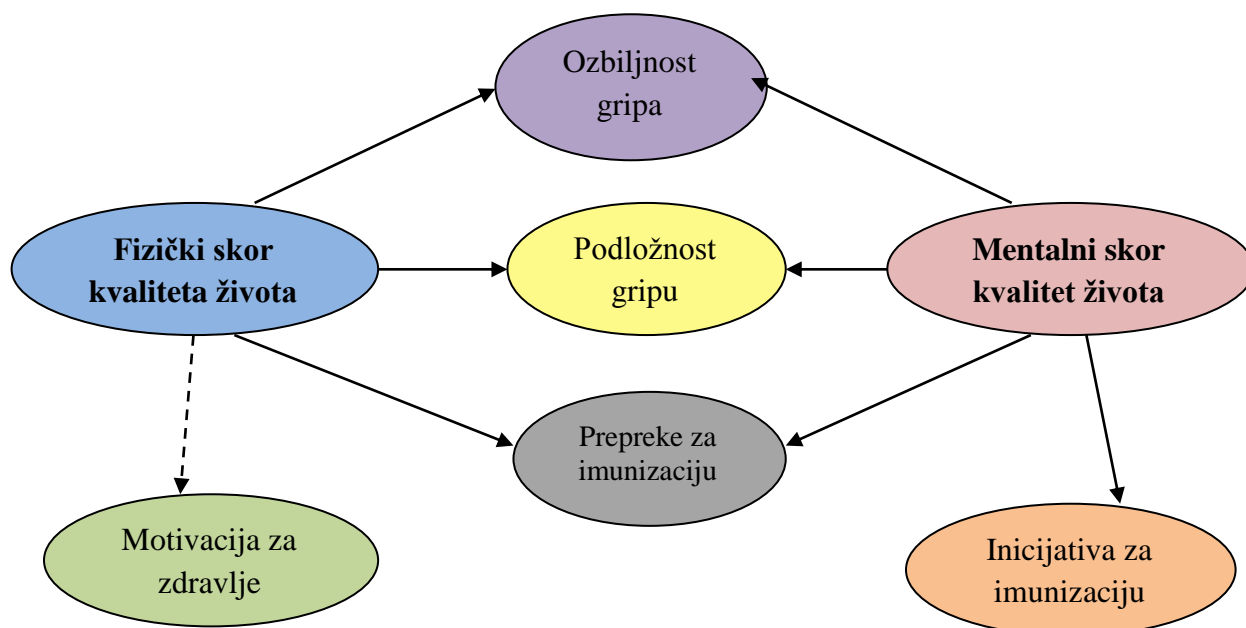 Ozbiljnost
gripa
Fizički skor
kvaliteta života
Podložnost
gripu
Mentalni skor
kvalitet života
Prepreke za
imunizaciju
Motivacija za
zdravlje
Inicijativa za
imunizaciju